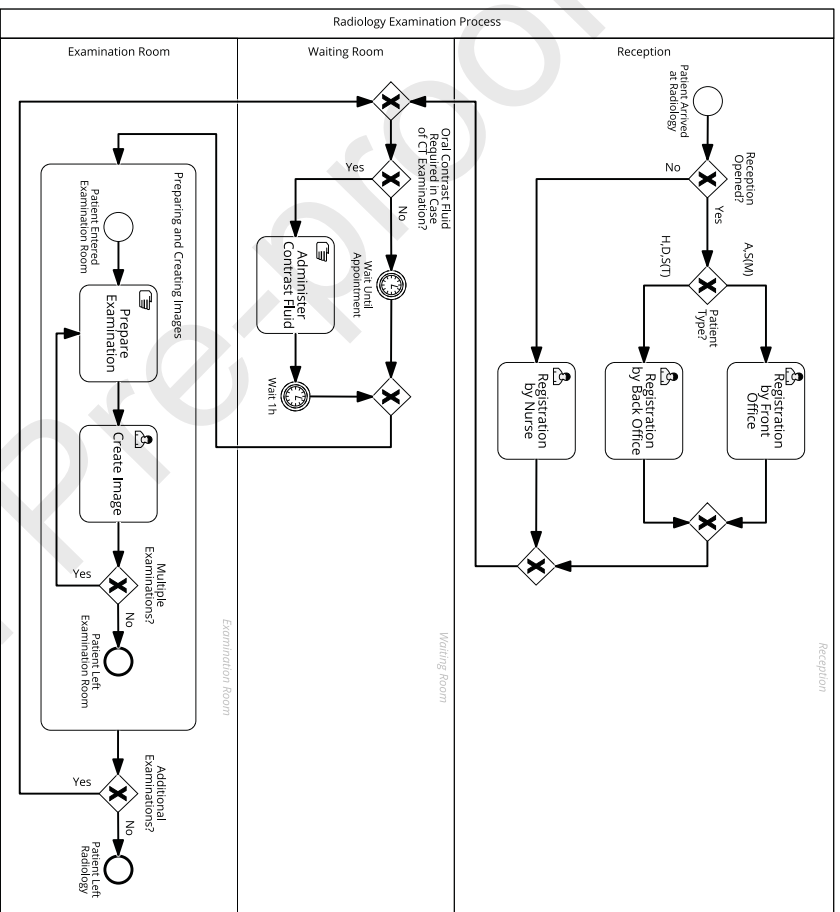 Radiology Examination Process
Examination Room
Waiting Room
Reception
Patient Arrived
at Radiology
Reception
Opened?
No
Yes
Patient
Type?
A,S(M)
H,D,S(T)
Registration
by Front
Office
Registration
by Back Office
Registration
by Nurse
Reception
Oral Contrast Fluid
Required in Case
of CT Examination?
Yes
No
Wait Until
Appointment
Administer
Contrast Fluid
Wait 1h
Waiting Room
Preparing and Creating Images
Patient Entered
Examination Room
Prepare
Examination
Create Image
Multiple
Examinations?
Yes
No
Patient Left
Examination Room
Examination Room
Additional
Examinations?
Yes
No
Patient Left
Radiology
Pre-proof